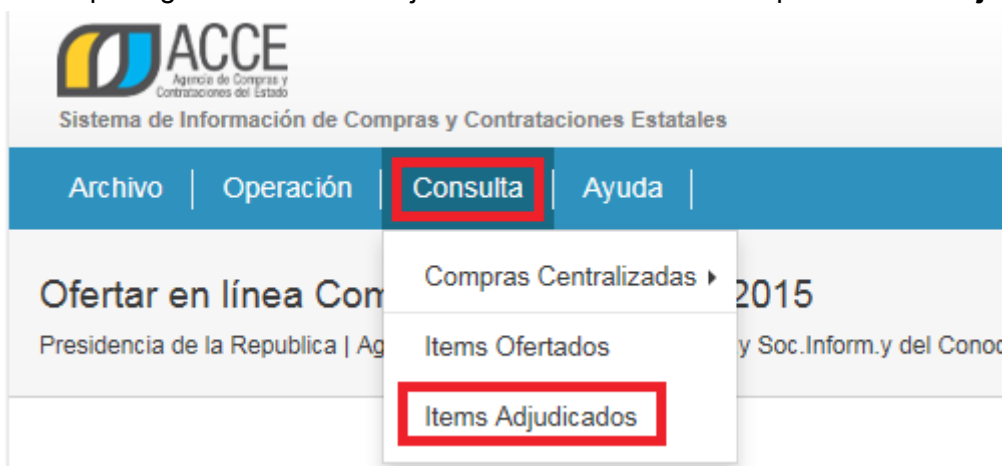 ACCE
Agencia de Compras y
Contrataciones del Estado
Sistema de Información de Compras y Contrataciones Estatales
Archivo | Operación | Consulta | Ayuda |
Compras Centralizadas
Ofertar en línea Com 2015
Presidencia de la Republica | Ag y Soc.Inform.y del Conoc
Items Ofertados
Items Adjudicados